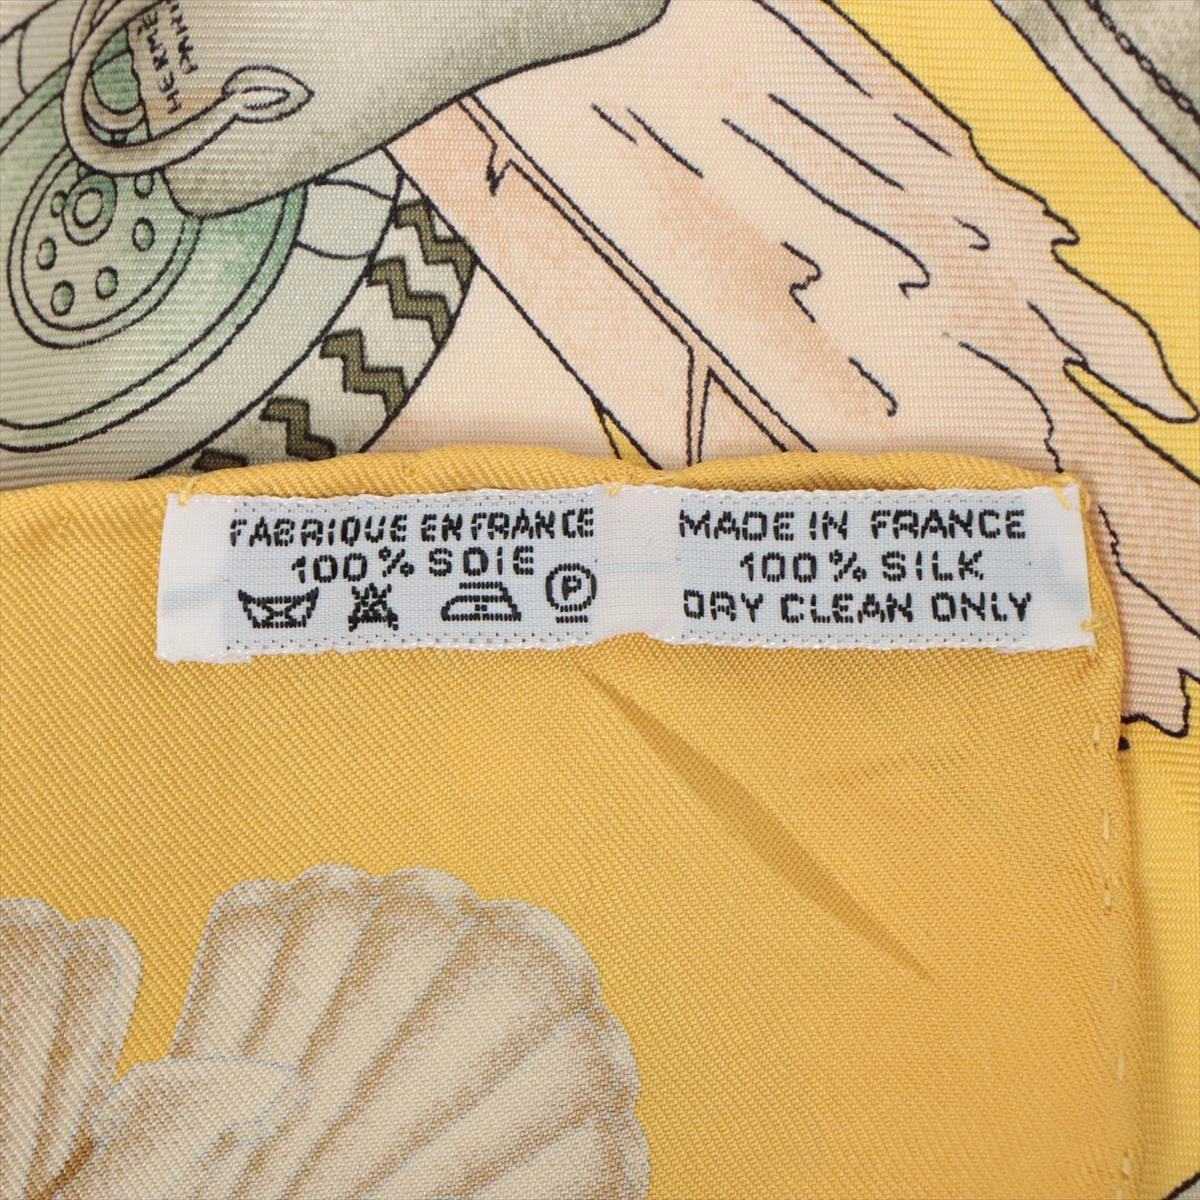 FABRIQUE EN FRANCE
100% SOIE
P
MADE IN FRANCE
100% SILK
DRY CLEAN ONLY